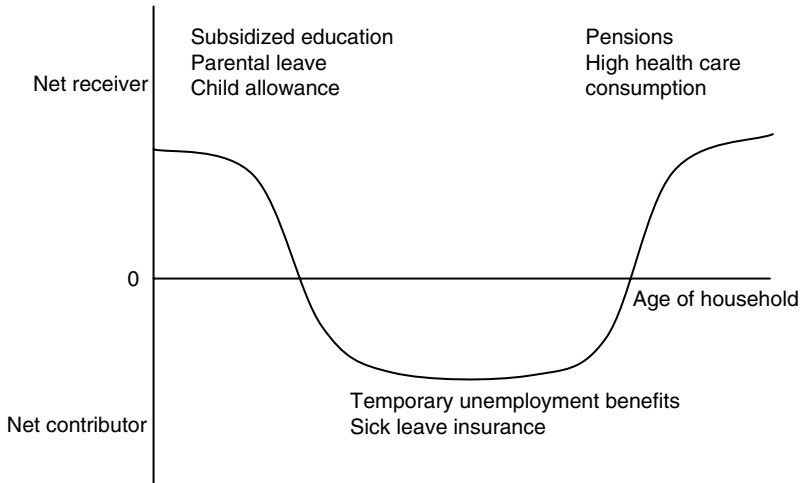 Subsidized education
Parental leave
Child allowance
Pensions
High health care
consumption
Net receiver
0
Age of household
Temporary unemployment benefits
Sick leave insurance
Net contributor